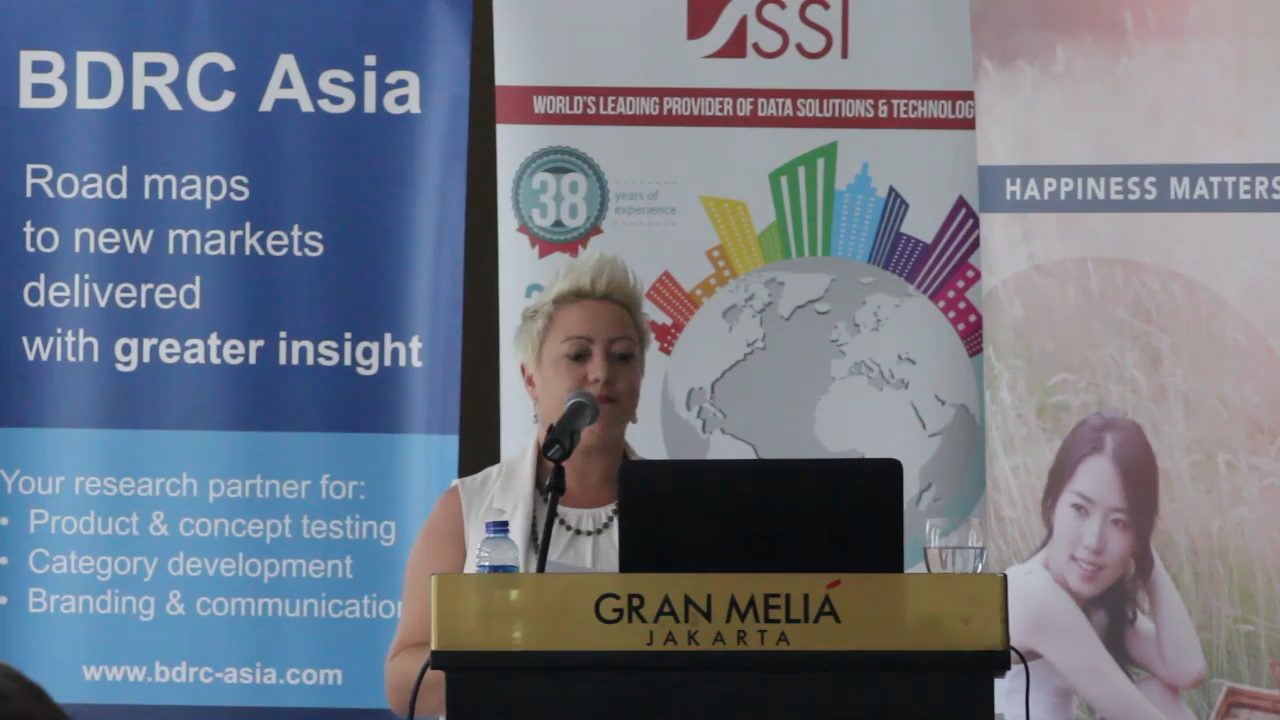 BDRC Asia
Road maps
to new markets
delivered
with greater insight
Your research partner for:
• Product & concept testing
• Category development
• Branding & communication
www.bdrc-asia.com
SSI
WORLD'S LEADING PROVIDER OF DATA SOLUTIONS & TECHNOLOG
38
years of
experience
HAPPINESS MATTERS
GRAN MELIÁ
JAKARTA